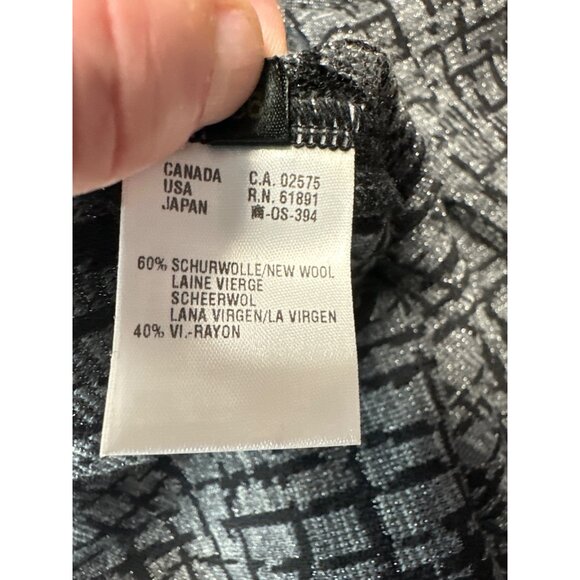 CANADA C.A. 02575
USA R.N. 61891
JAPAN 商-OS-394
60% SCHURWOLLE/NEW WOOL
LAINE VIERGE
SCHEERWOL
LANA VIRGEN/LA VIRGEN
40% VI.-RAYON